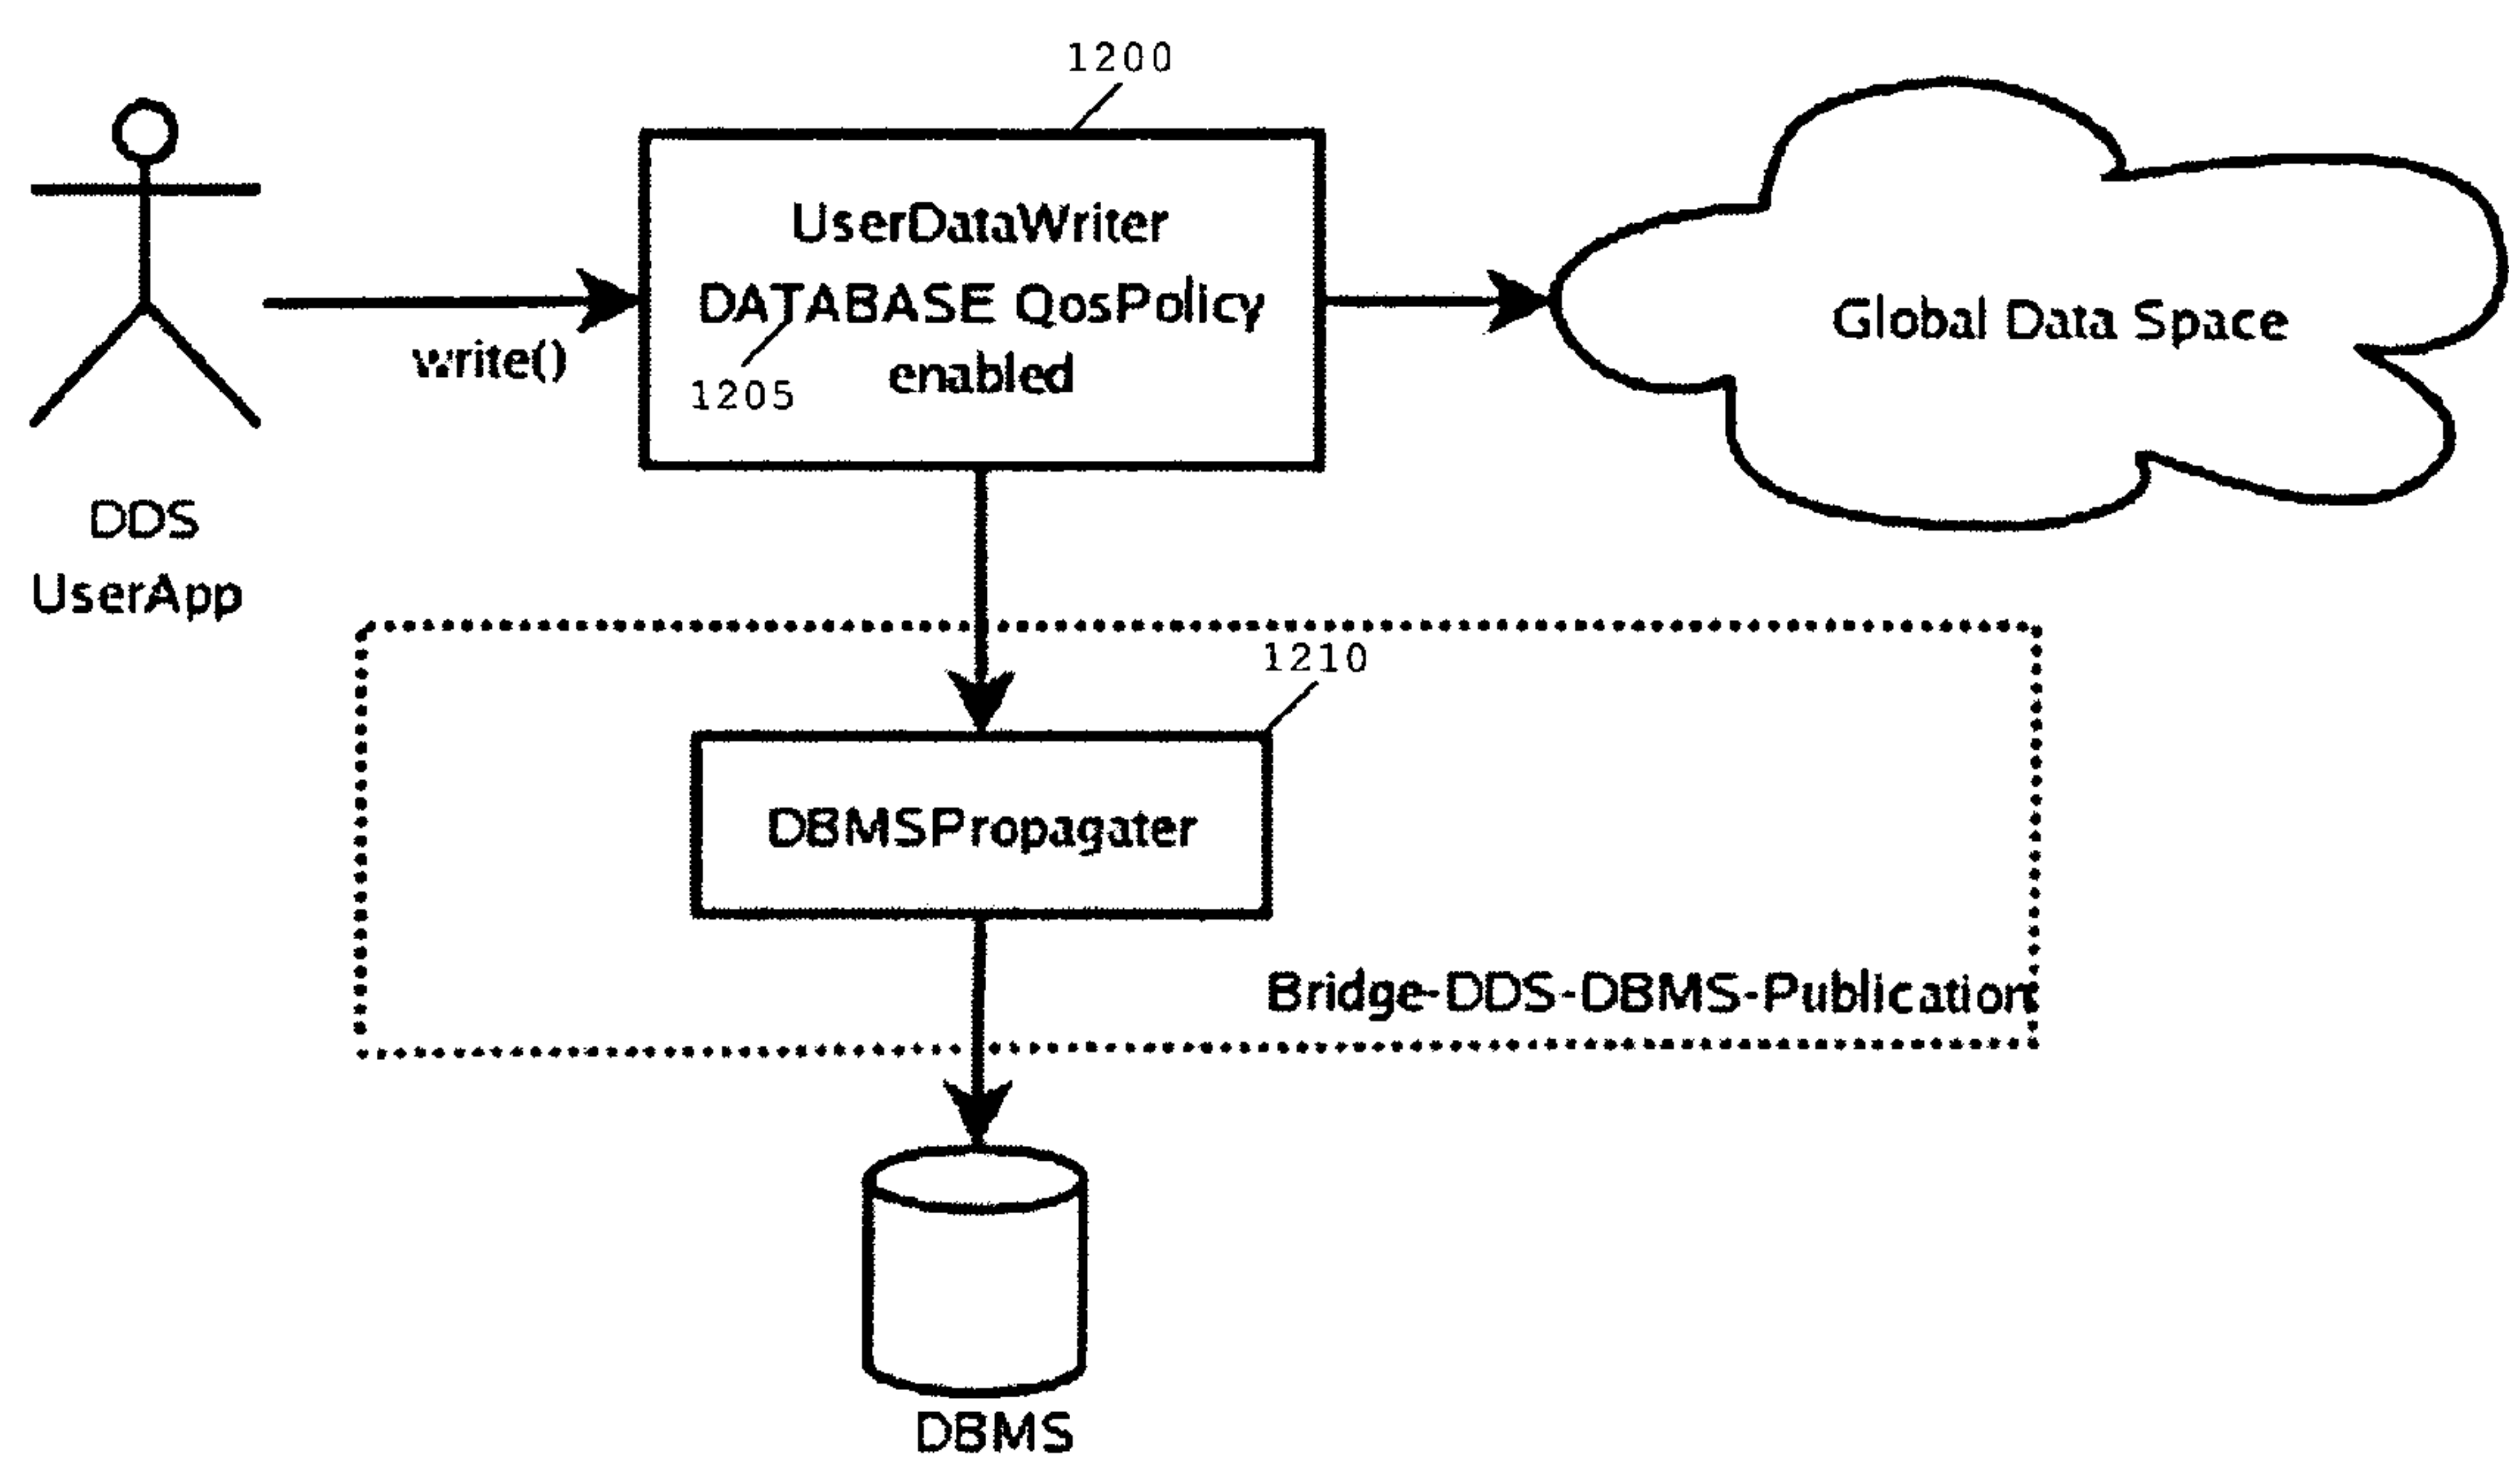 1200
UserDataWriter
DATABASE QosPolicy
enabled
1205
write()
Global Data Space
DDS
UserApp
1210
DBMSPropagater
Bridge-DDS-DBMS-Publication
DBMS